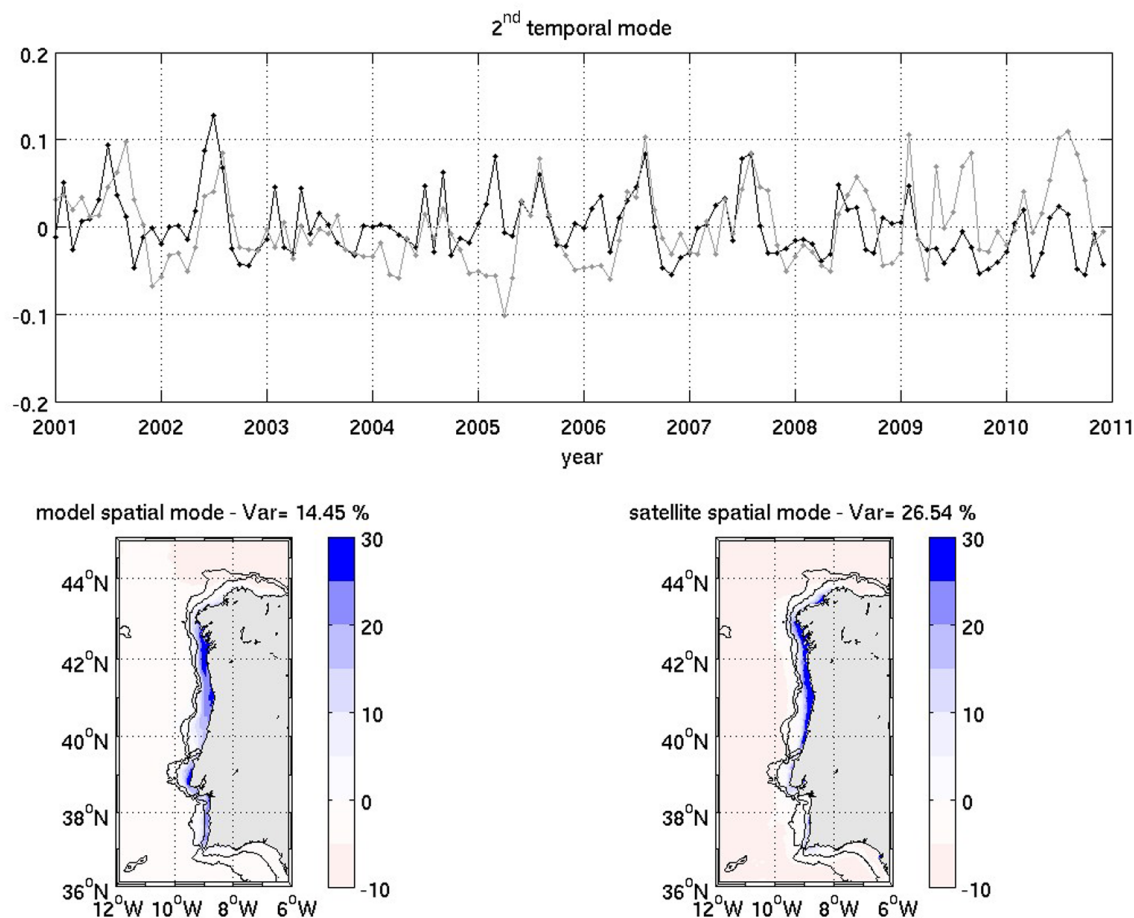 2nd temporal mode
0.2
0.1
0
-0.1
-0.2
2001 2002 2003 2004 2005 2006 2007 2008 2009 2010 2011
year
model spatial mode - Var= 14.45 %
44°N
42°N
40°N
38°N
36°N
12°W 10°W 8°W 6°W
30
20
10
0
-10
satellite spatial mode - Var= 26.54 %
44°N
42°N
40°N
38°N
36°N
12°W 10°W 8°W 6°W
30
20
10
0
-10